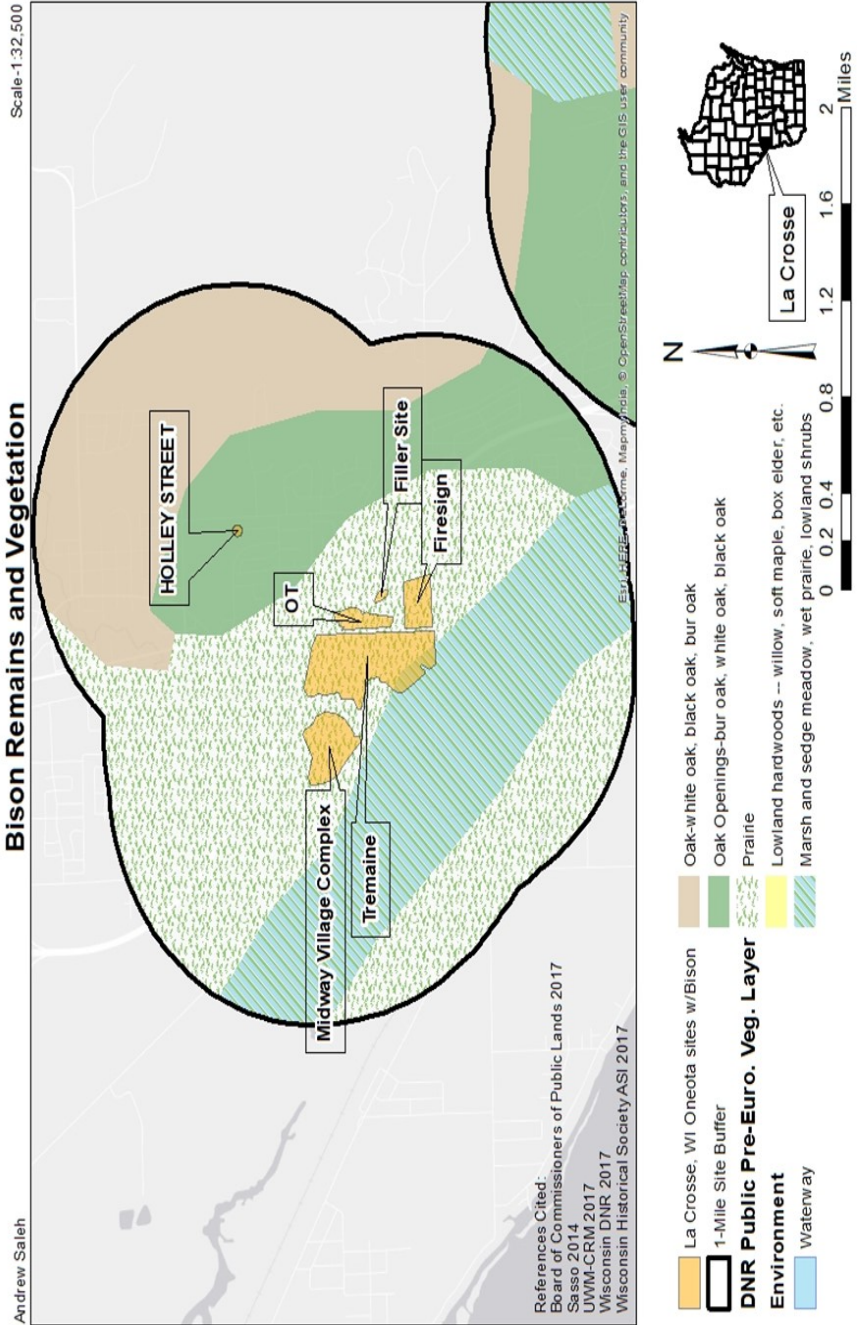 Andrew Saleh
Bison Remains and Vegetation
Scale-1:32,500
HOLLEY STREET
OT
Filler Site
Firesign
Midway Village Complex
Tremaine
References Cited:
Board of Commissioners of Public Lands 2017
Sasso 2014
UWM-CRM 2017
Wisconsin DNR 2017
Wisconsin Historical Society ASI 2017
Esri, HERE, DeLorme, MapmyIndia, © OpenStreetMap contributors, and the GIS user community
La Crosse, WI Oneota sites w/Bison
1-Mile Site Buffer
DNR Public Pre-Euro. Veg. Layer
Environment
Waterway
Oak-white oak, black oak, bur oak
Oak Openings-bur oak, white oak, black oak
Prairie
Lowland hardwoods -- willow, soft maple, box elder, etc.
Marsh and sedge meadow, wet prairie, lowland shrubs
N
La Crosse
0 0.2 0.4 0.8 1.2 1.6 2
Miles